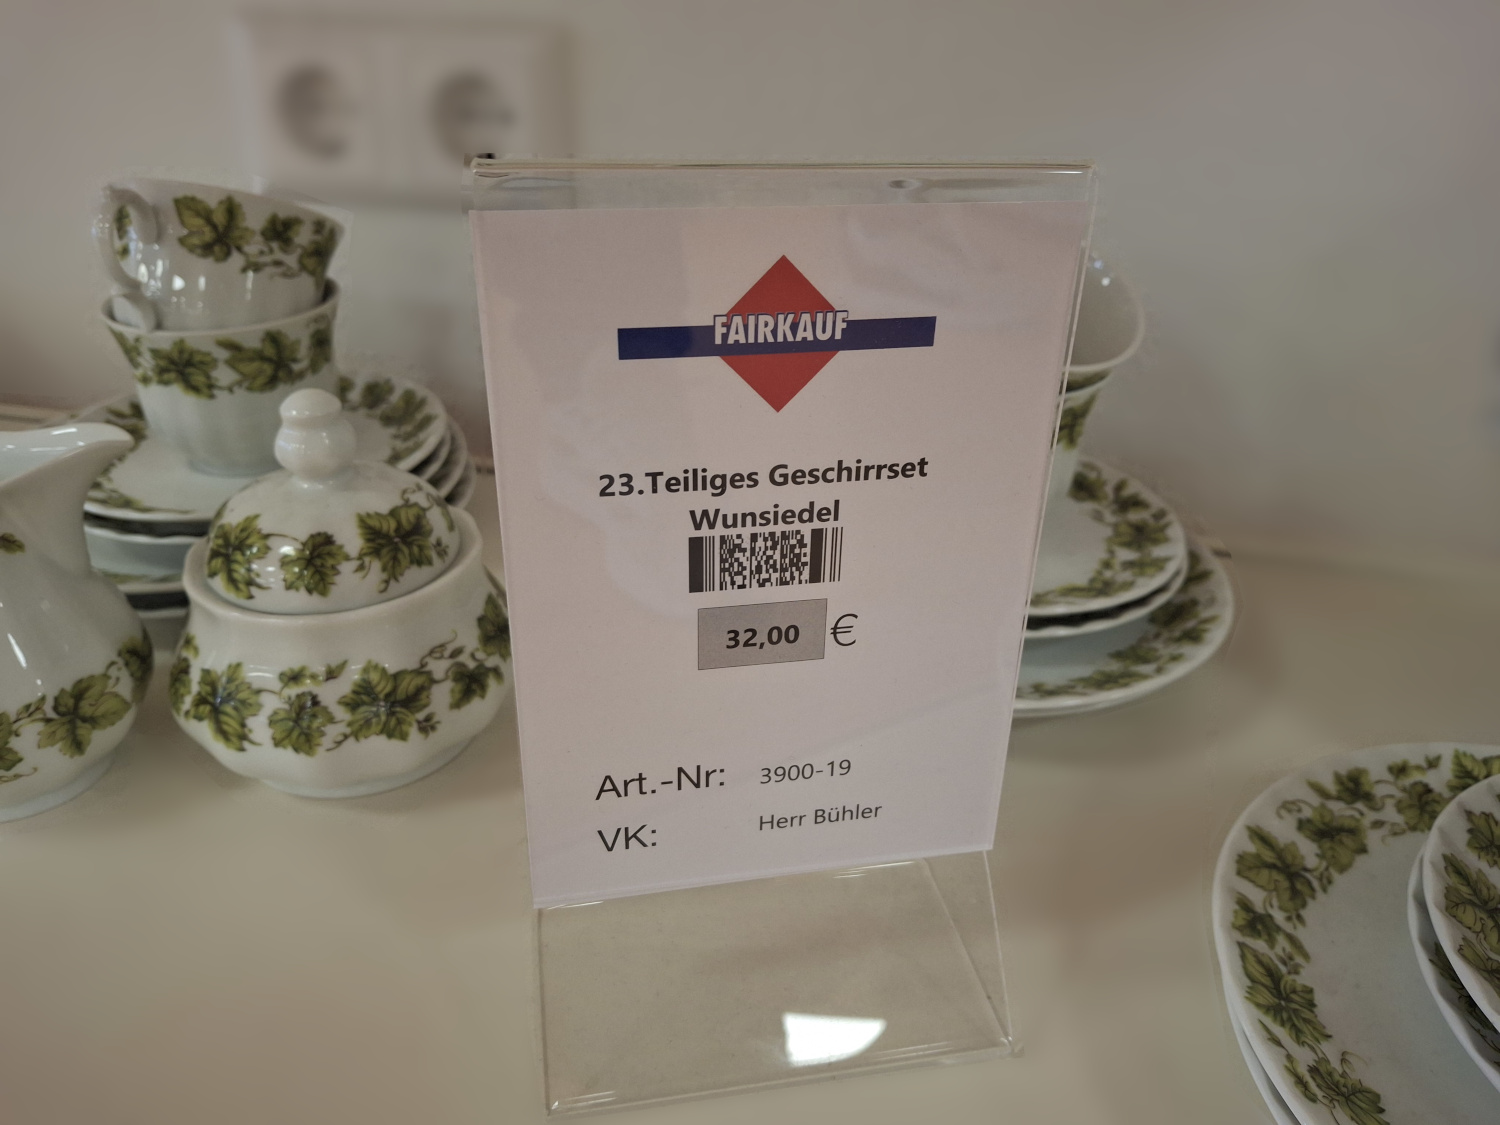 FAIRKAUF
23.Teiliges Geschirrset
Wunsiedel
32,00 €
Art.-Nr: 3900-19
VK: Herr Bühler